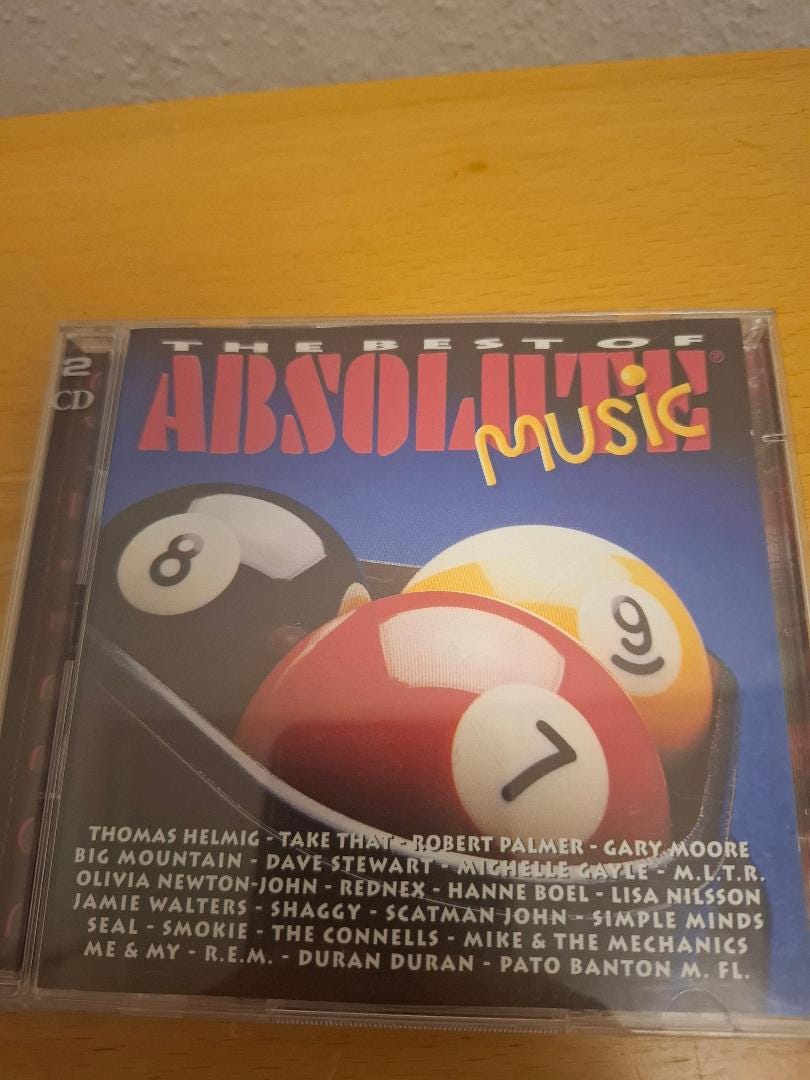 THE BEST OF
ABSOLUTE®
MUSIC
2
CD
8
9
7
THOMAS HELMIG - TAKE THAT - ROBERT PALMER - GARY MOORE
BIG MOUNTAIN - DAVE STEWART - MICHELLE GAYLE - M.L.T.R.
OLIVIA NEWTON-JOHN - REDNEX - HANNE BOEL - LISA NILSSON
JAMIE WALTERS - SHAGGY - SCATMAN JOHN - SIMPLE MINDS
SEAL - SMOKIE - THE CONNELLS - MIKE & THE MECHANICS
ME & MY - R.E.M. - DURAN DURAN - PATO BANTON M. FL.